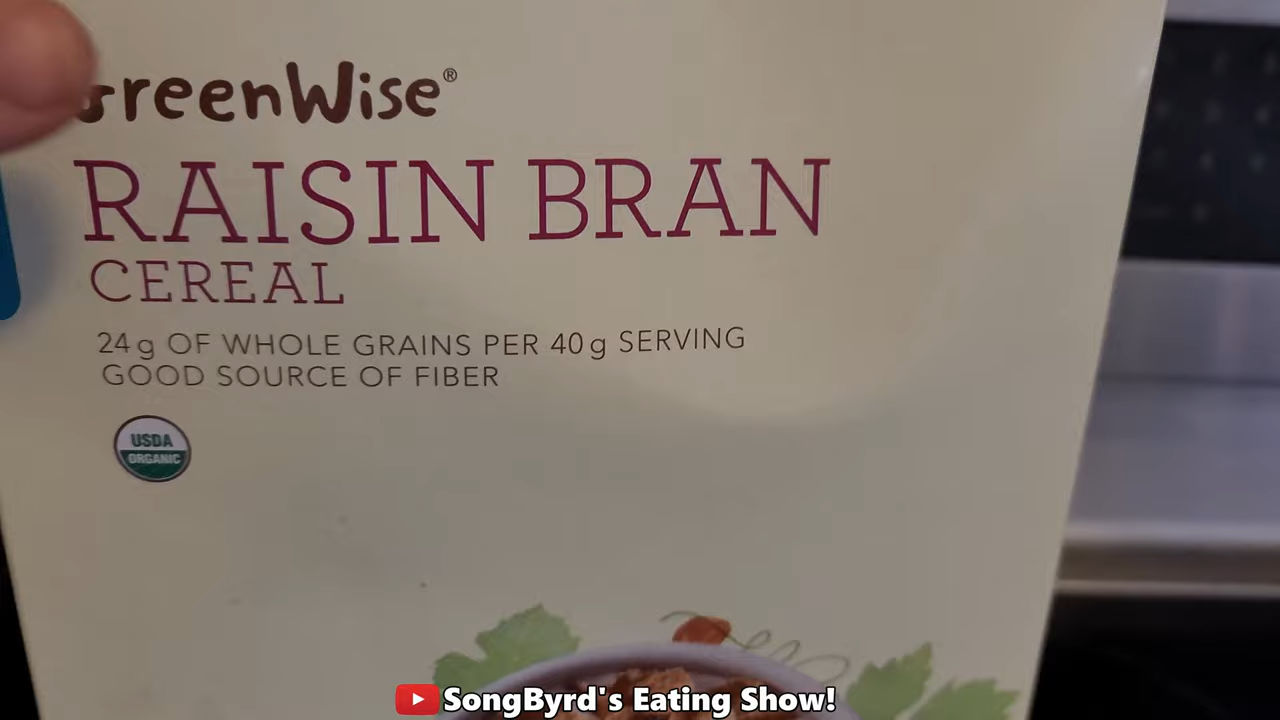 GreenWise®
RAISIN BRAN
CEREAL
24g OF WHOLE GRAINS PER 40g SERVING
GOOD SOURCE OF FIBER
USDA
ORGANIC
SongByrd's Eating Show!